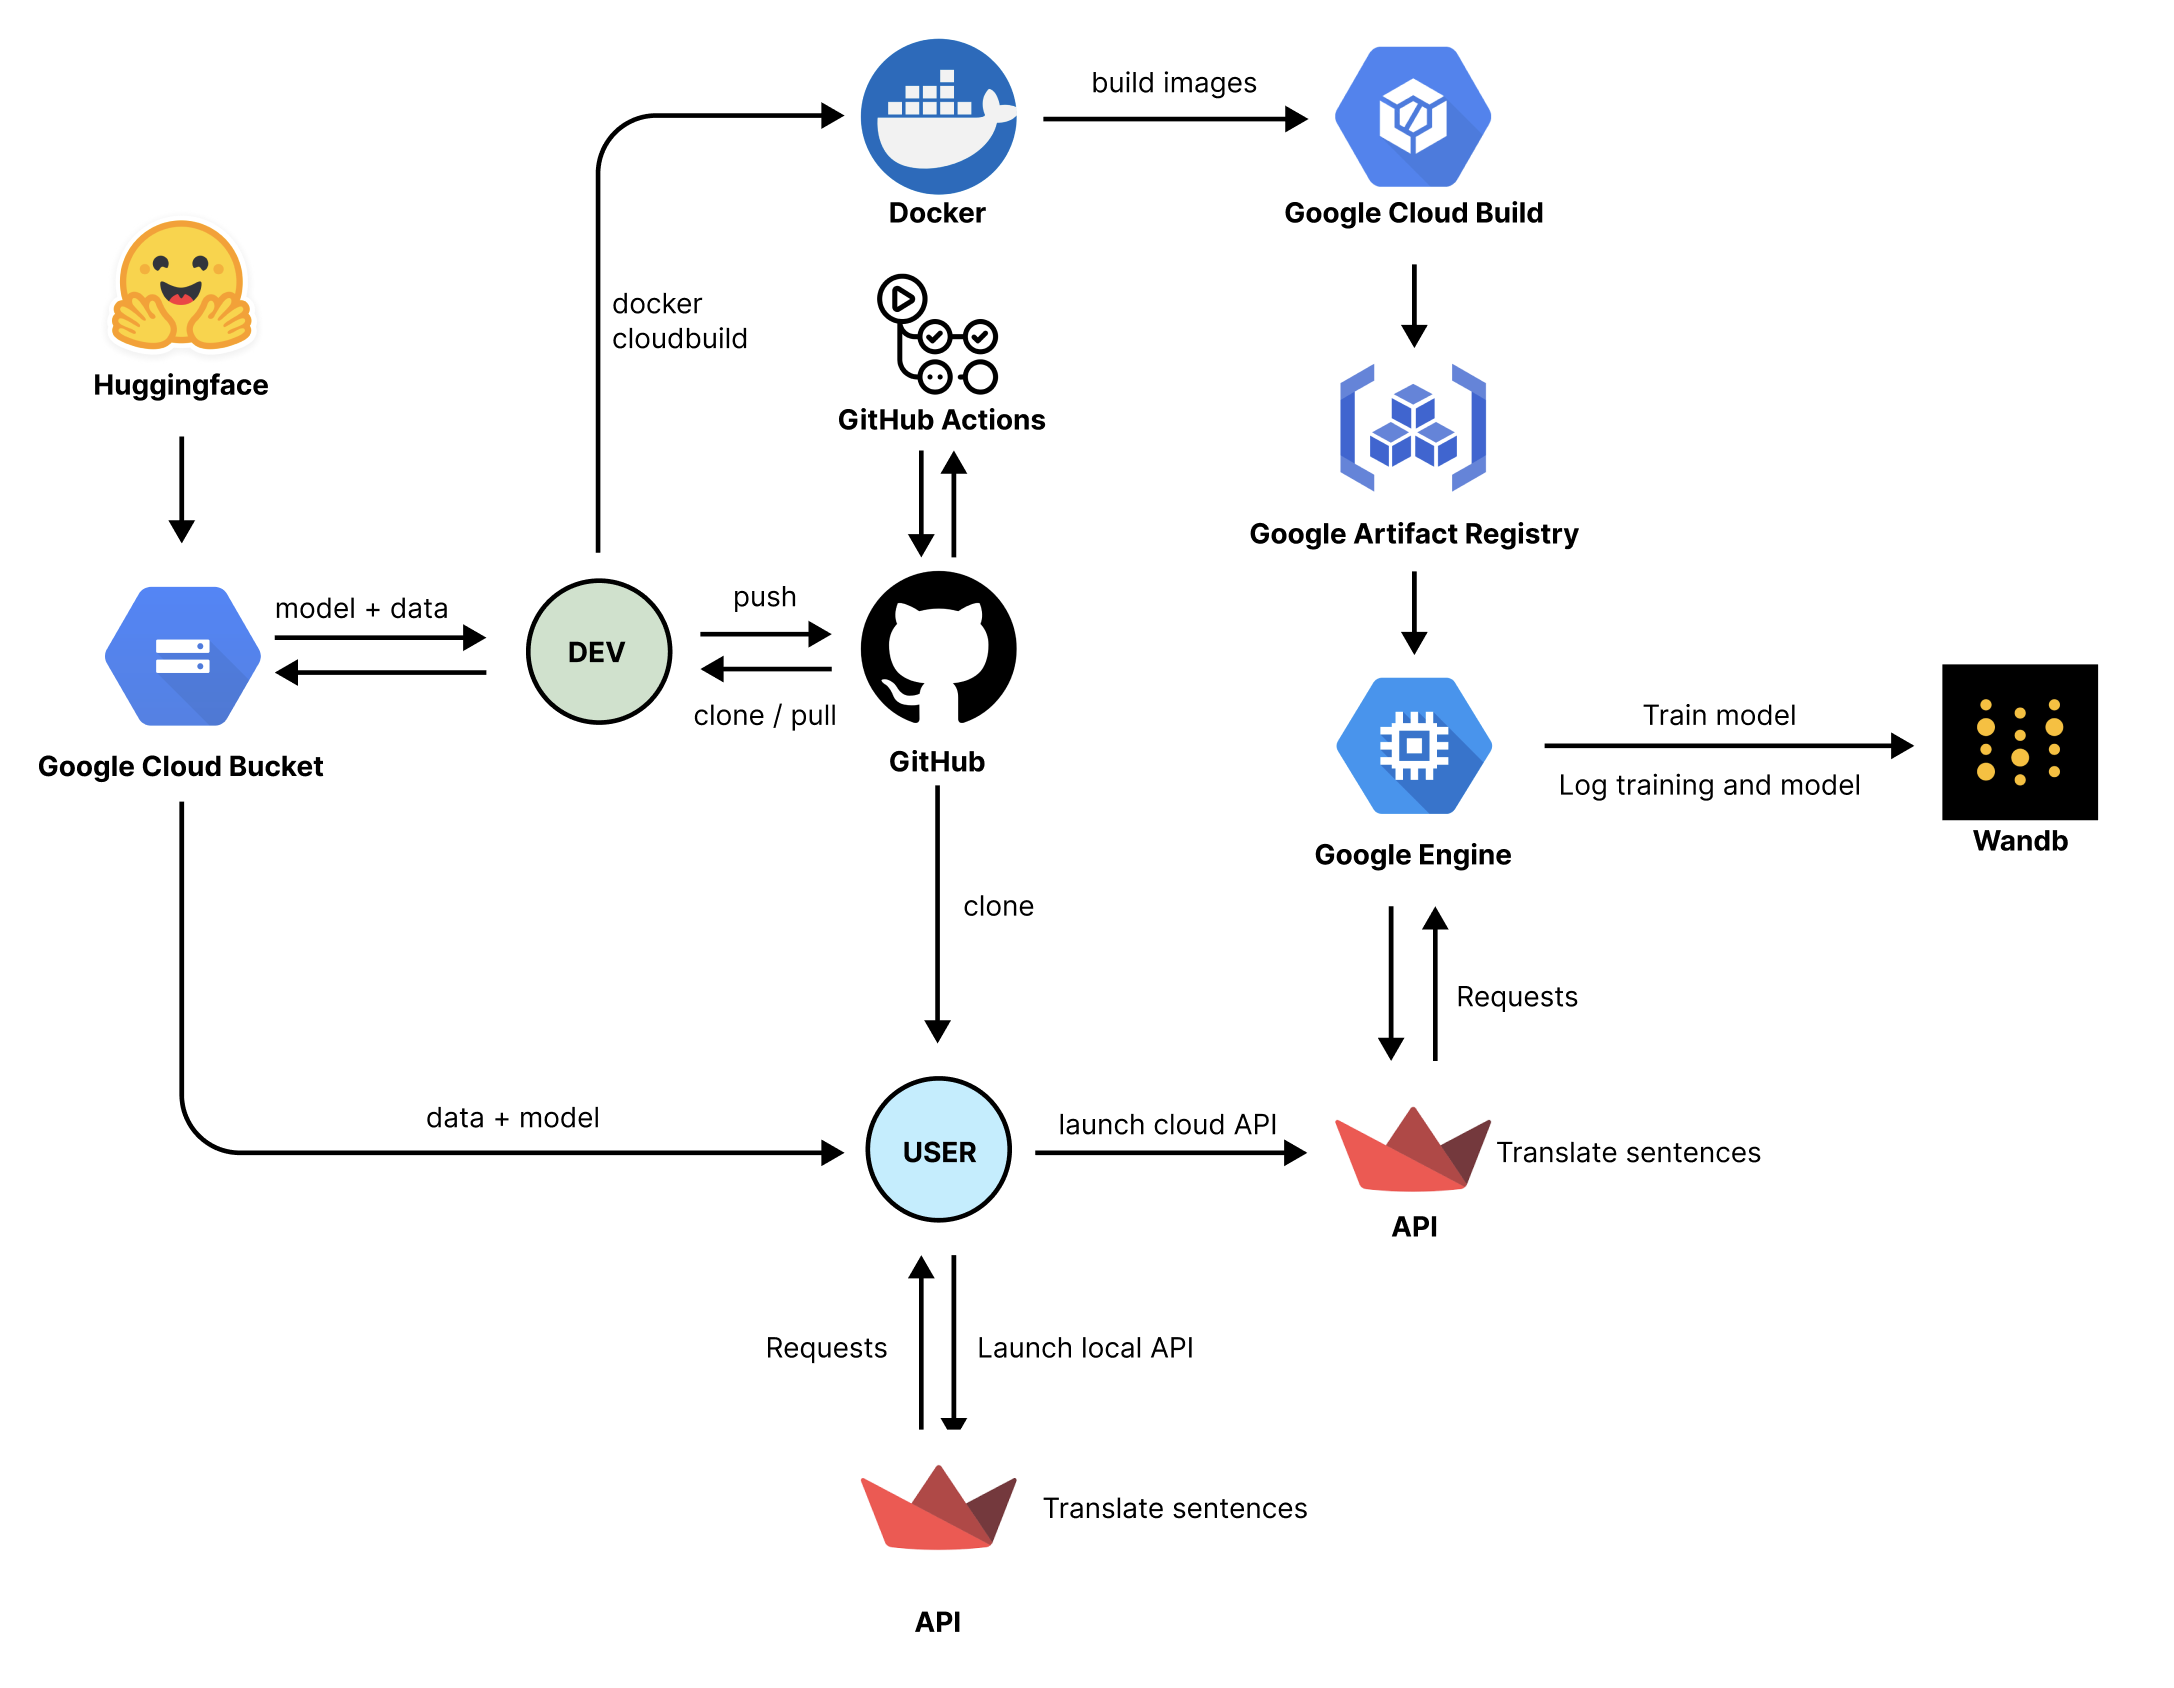 build images
Docker
Google Cloud Build
Huggingface
docker
cloudbuild
GitHub Actions
Google Artifact Registry
model + data
DEV
push
clone / pull
GitHub
Google Cloud Bucket
Train model
Log training and model
Wandb
Google Engine
clone
Requests
data + model
USER
launch cloud API
Translate sentences
API
Requests
Launch local API
Translate sentences
API